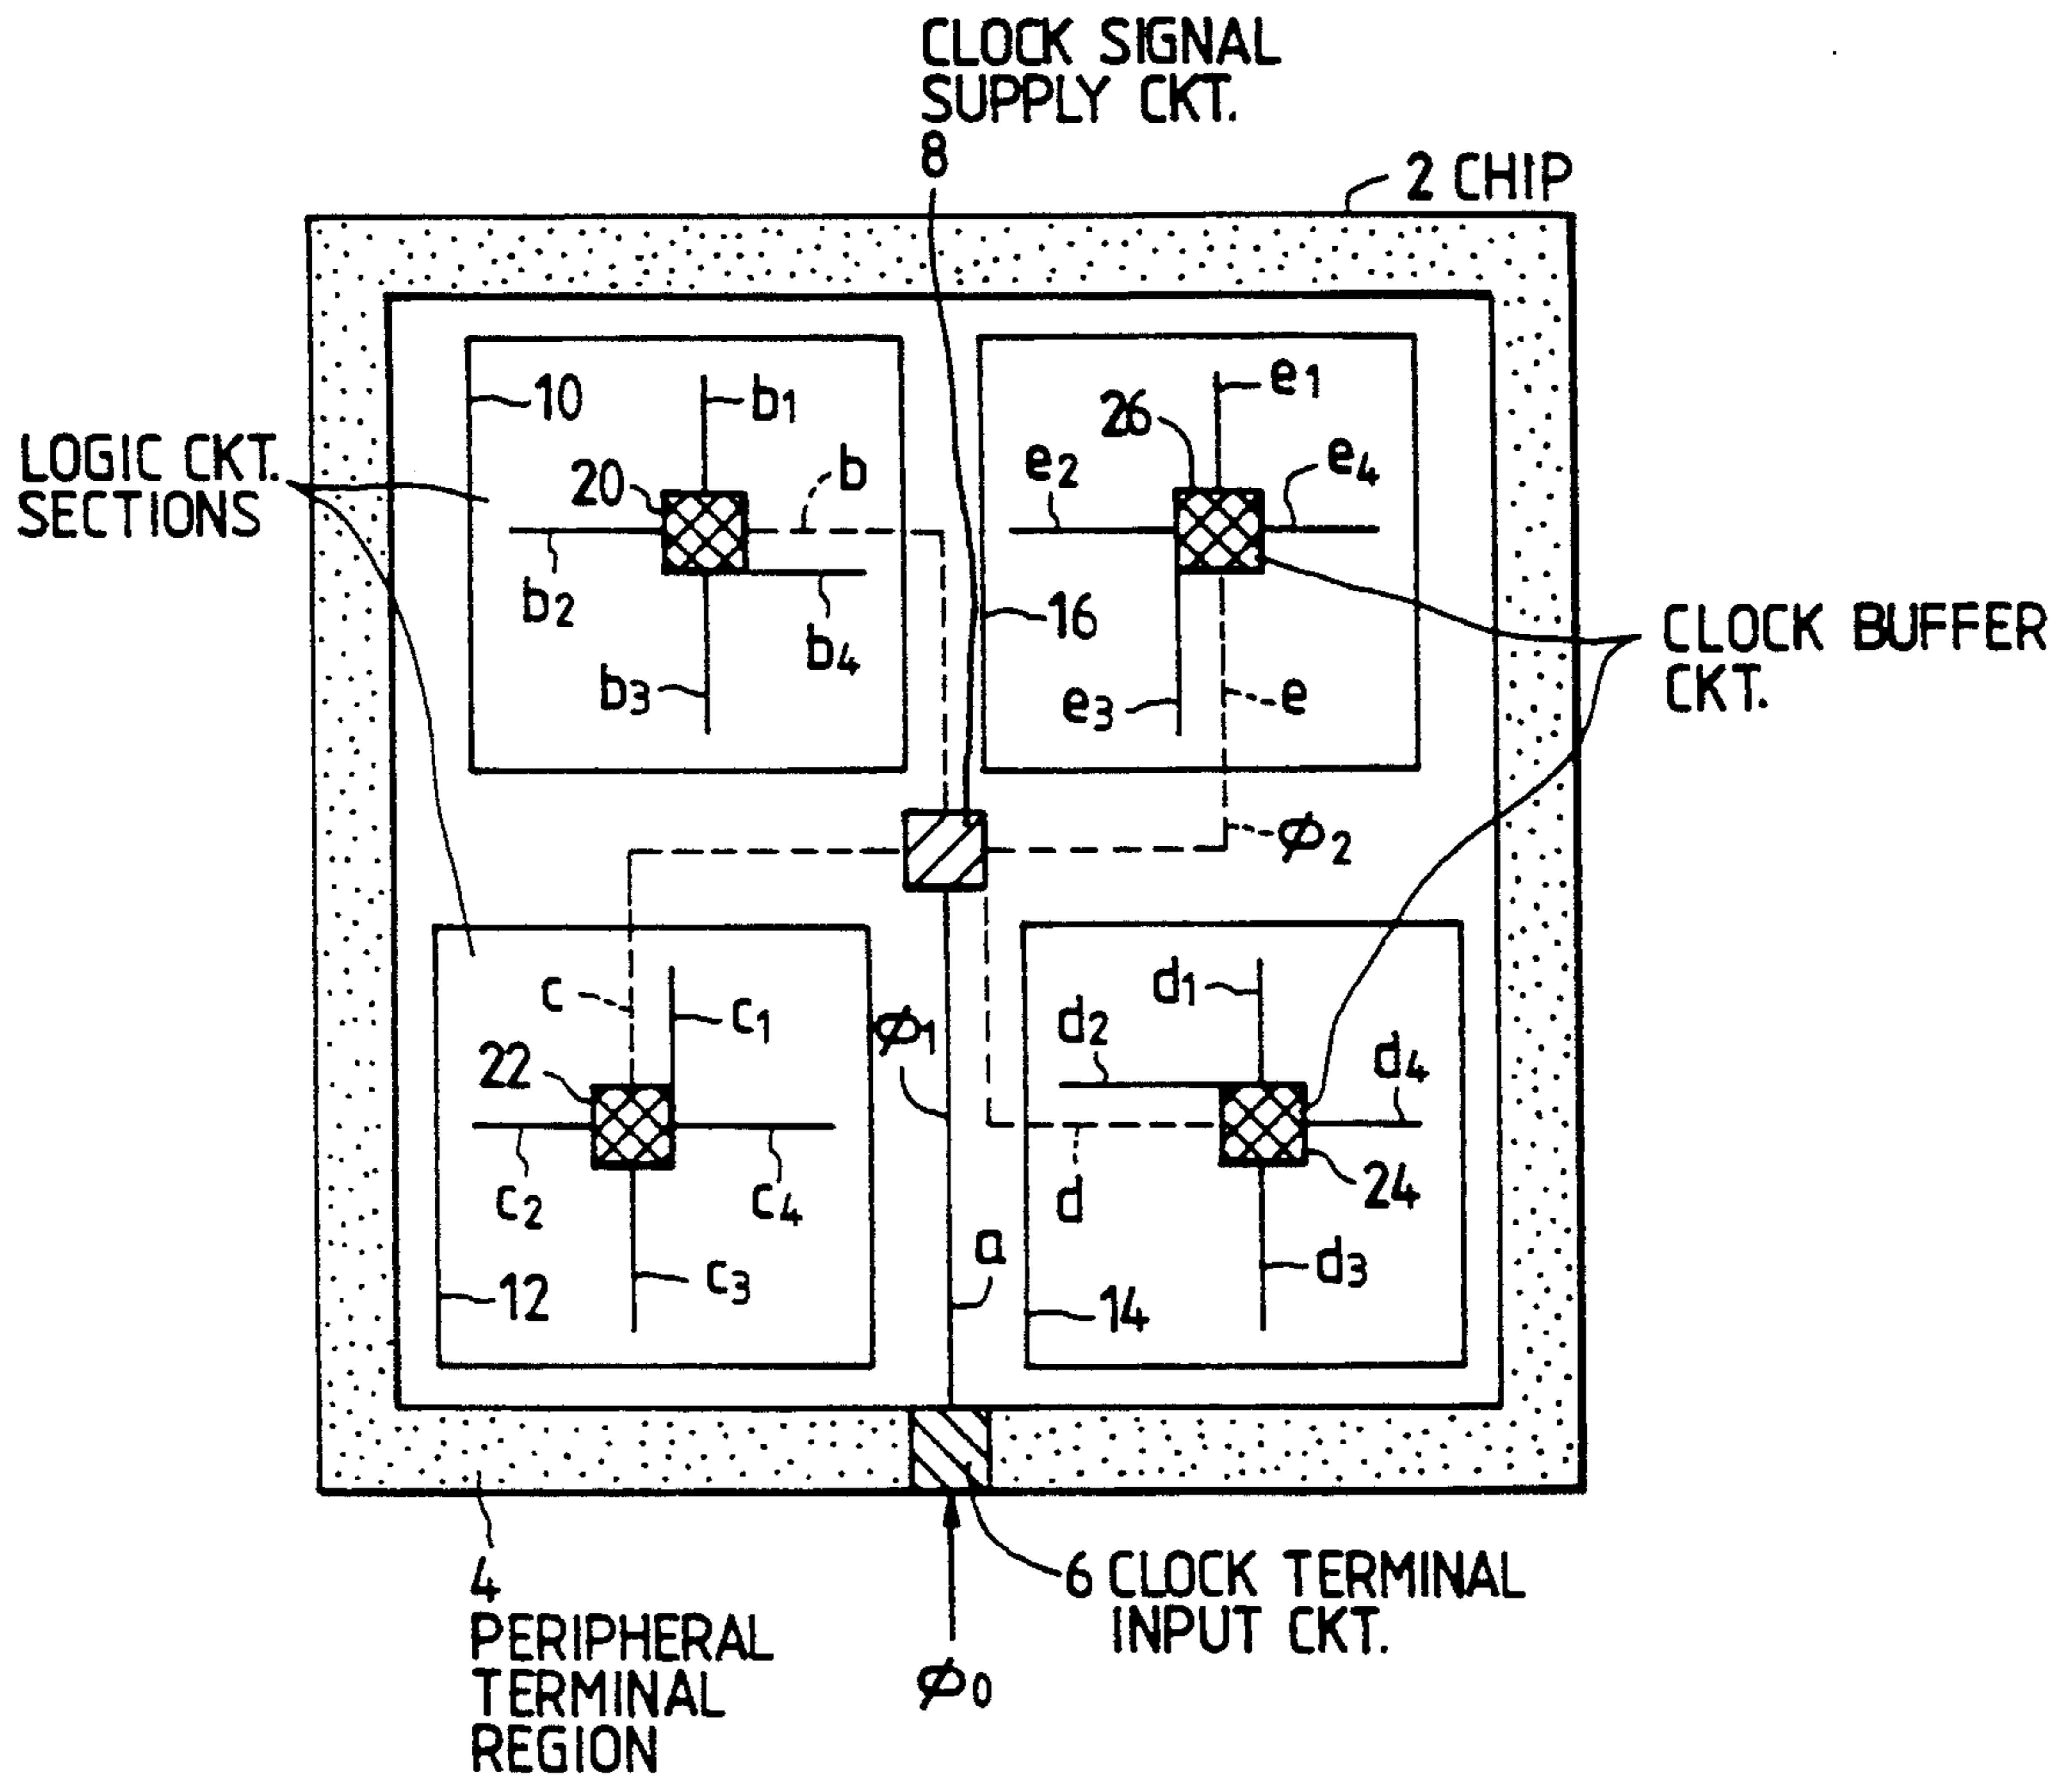 CLOCK SIGNAL
SUPPLY CKT.
8
2 CHIP
10
b1
26
e1
LOGIC CKT.
SECTIONS
20
b
e2
e4
b2
b4
16
CLOCK BUFFER
CKT.
b3
e3
e
ϕ2
c
c1
ϕ1
d1
d2
d4
22
c2
c4
d
24
a
12
c3
14
d3
4
PERIPHERAL
TERMINAL
REGION
6 CLOCK TERMINAL
INPUT CKT.
ϕ0